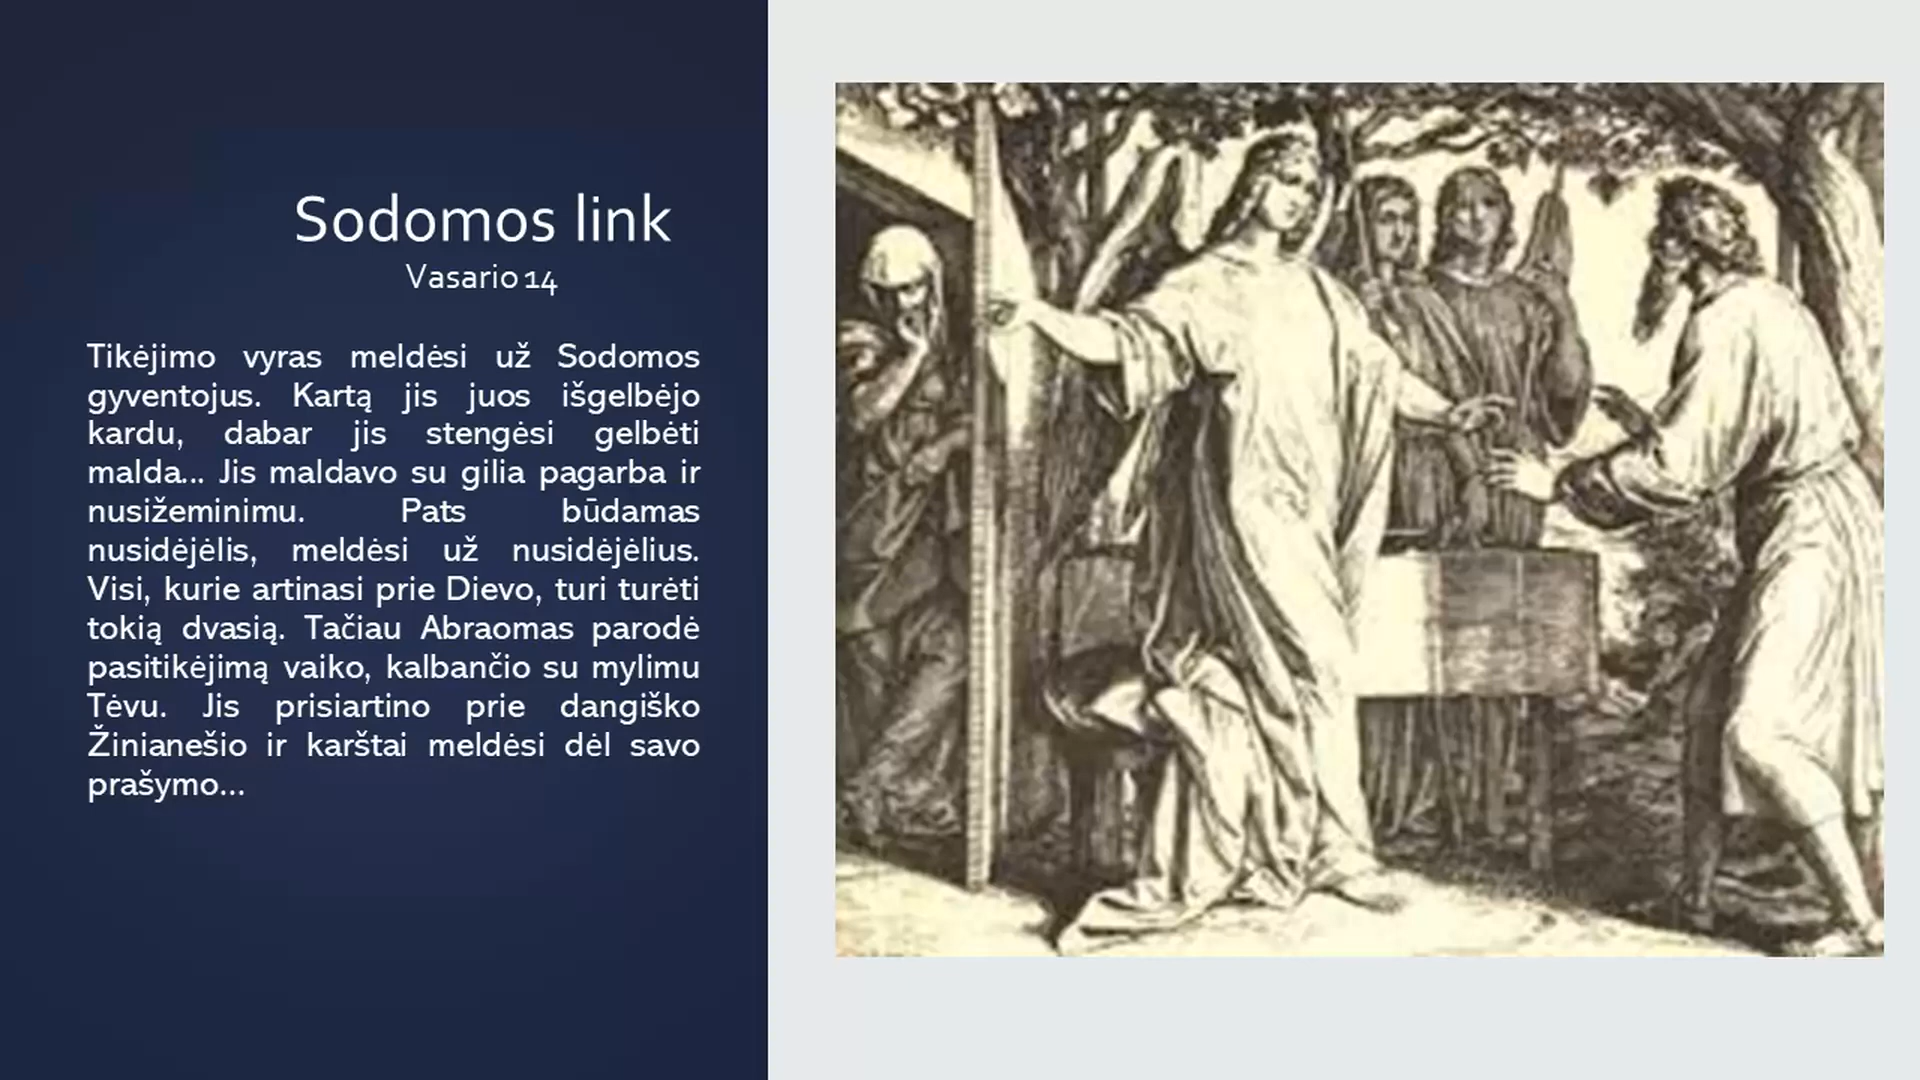 Sodomos link
Vasario 14
Tikėjimo vyras meldėsi už Sodomos
gyventojus. Kartą jis juos išgelbėjo
kardu, dabar jis stengėsi gelbėti
malda... Jis maldavo su gilia pagarba ir
nusižeminimu. Pats būdamas
nusidėjėlis, meldėsi už nusidėjėlius.
Visi, kurie artinasi prie Dievo, turi turėti
tokią dvasią. Tačiau Abraomas parodė
pasitikėjimą vaiko, kalbančio su mylimu
Tėvu. Jis prisiartino prie dangiško
Žinianešio ir karštai meldėsi dėl savo
prašymo...